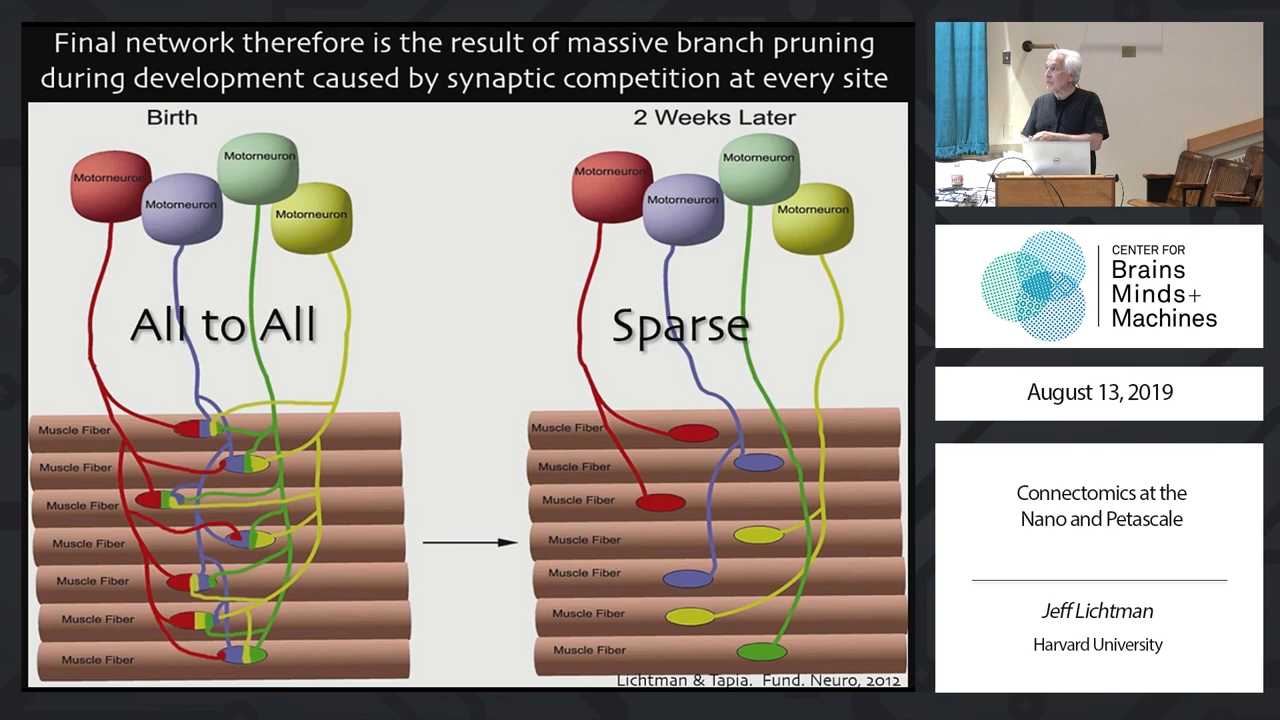 Final network therefore is the result of massive branch pruning
during development caused by synaptic competition at every site
Birth
2 Weeks Later
Motorneuron
Motorneuron
Motorneuron
Motorneuron
Motorneuron
Motorneuron
Motorneuron
Motorneuron
All to All
Sparse
Muscle Fiber
Muscle Fiber
Muscle Fiber
Muscle Fiber
Muscle Fiber
Muscle Fiber
Muscle Fiber
Muscle Fiber
Muscle Fiber
Muscle Fiber
Muscle Fiber
Muscle Fiber
Muscle Fiber
Muscle Fiber
Lichtman & Tapia. Fund. Neuro, 2012
CENTER FOR
Brains
Minds+
Machines
August 13, 2019
Connectomics at the
Nano and Petascale
Jeff Lichtman
Harvard University